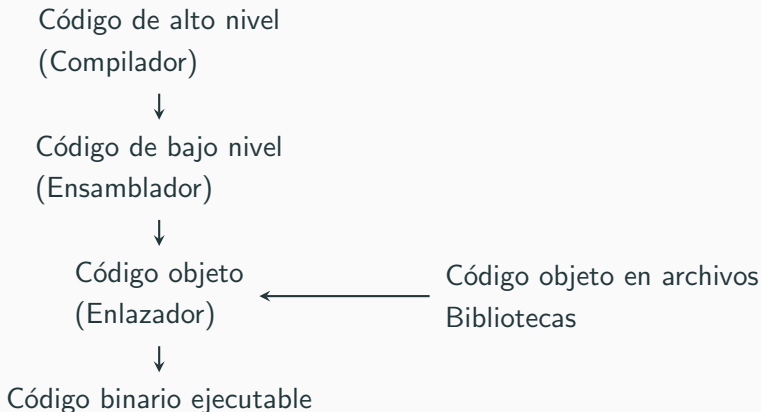 Código de alto nivel
(Compilador)
Código de bajo nivel
(Ensamblador)
Código objeto
(Enlazador)
Código objeto en archivos
Bibliotecas
Código binario ejecutable